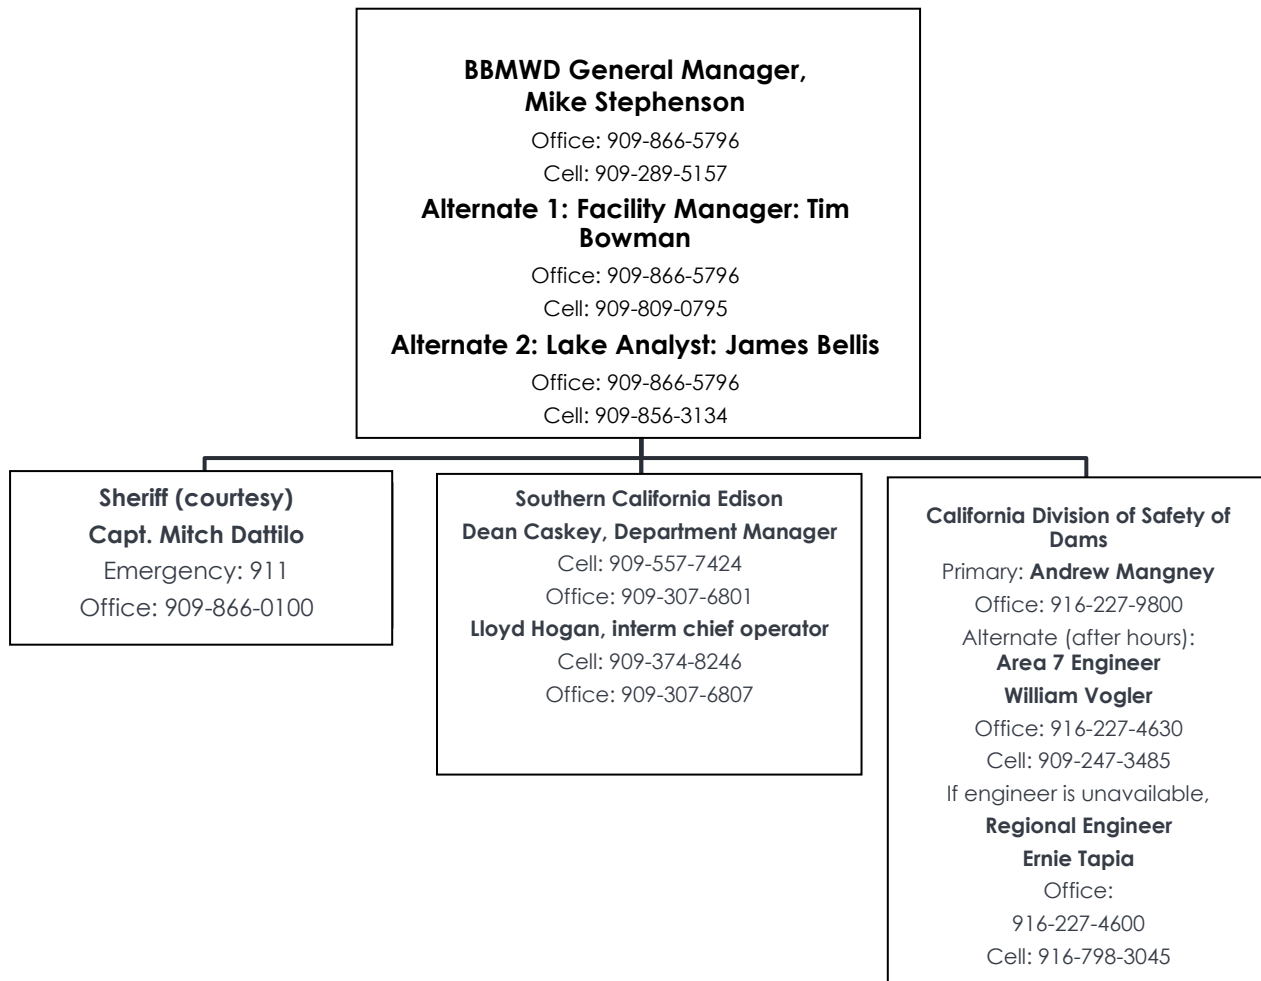 BBMWD General Manager,
Mike Stephenson
Office: 909-866-5796
Cell: 909-289-5157
Alternate 1: Facility Manager: Tim
Bowman
Office: 909-866-5796
Cell: 909-809-0795
Alternate 2: Lake Analyst: James Bellis
Office: 909-866-5796
Cell: 909-856-3134
Sheriff (courtesy)
Capt. Mitch Dattilo
Emergency: 911
Office: 909-866-0100
Southern California Edison
Dean Caskey, Department Manager
Cell: 909-557-7424
Office: 909-307-6801
Lloyd Hogan, interm chief operator
Cell: 909-374-8246
Office: 909-307-6807
California Division of Safety of
Dams
Primary: Andrew Mangney
Office: 916-227-9800
Alternate (after hours):
Area 7 Engineer
William Vogler
Office: 916-227-4630
Cell: 909-247-3485
If engineer is unavailable,
Regional Engineer
Ernie Tapia
Office:
916-227-4600
Cell: 916-798-3045